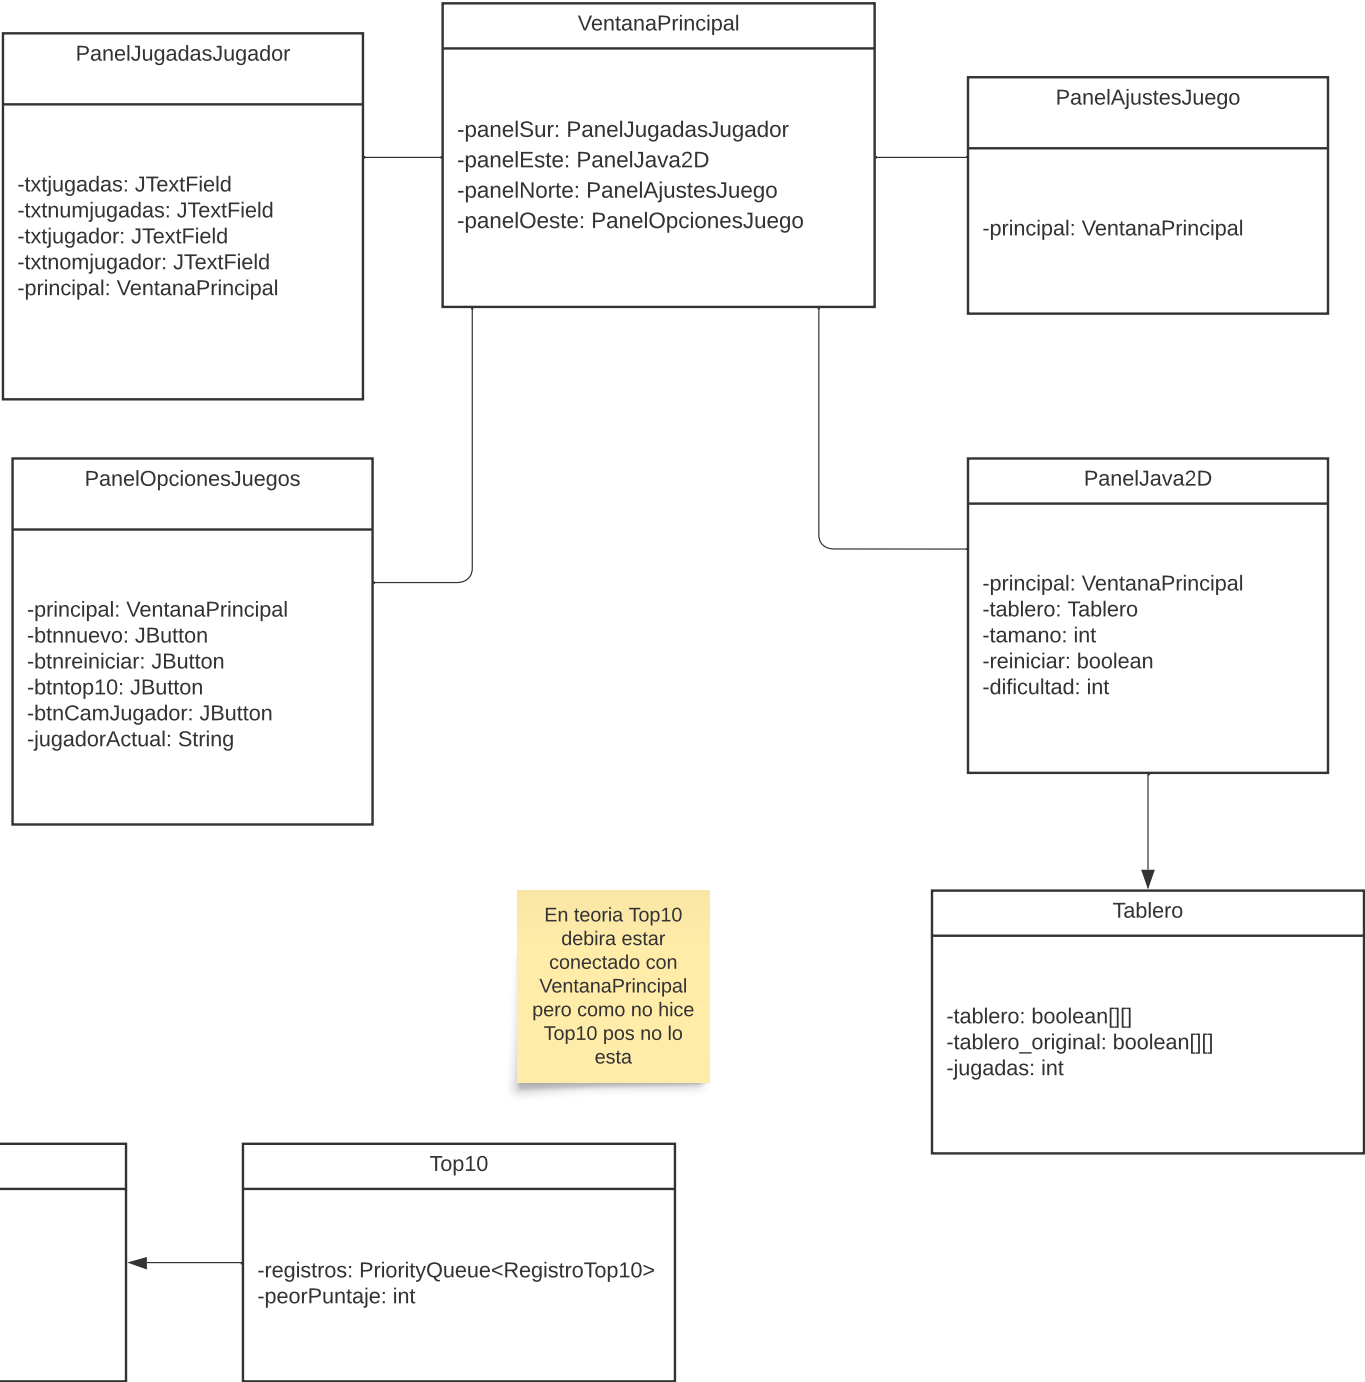 VentanaPrincipal
-panelSur: PanelJugadasJugador
-panelEste: PanelJava2D
-panelNorte: PanelAjustesJuego
-panelOeste: PanelOpcionesJuego
PanelJugadasJugador
-txtjugadas: JTextField
-txtnumjugadas: JTextField
-txtjugador: JTextField
-txtnomjugador: JTextField
-principal: VentanaPrincipal
PanelAjustesJuego
-principal: VentanaPrincipal
PanelOpcionesJuegos
-principal: VentanaPrincipal
-btnnuevo: JButton
-btnreiniciar: JButton
-btntop10: JButton
-btnCamJugador: JButton
-jugadorActual: String
PanelJava2D
-principal: VentanaPrincipal
-tablero: Tablero
-tamano: int
-reiniciar: boolean
-dificultad: int
En teoria Top10
debira estar
conectado con
VentanaPrincipal
pero como no hice
Top10 pos no lo
esta
Tablero
-tablero: boolean[][]
-tablero_original: boolean[][]
-jugadas: int
Top10
-registros: PriorityQueue<RegistroTop10>
-peorPuntaje: int